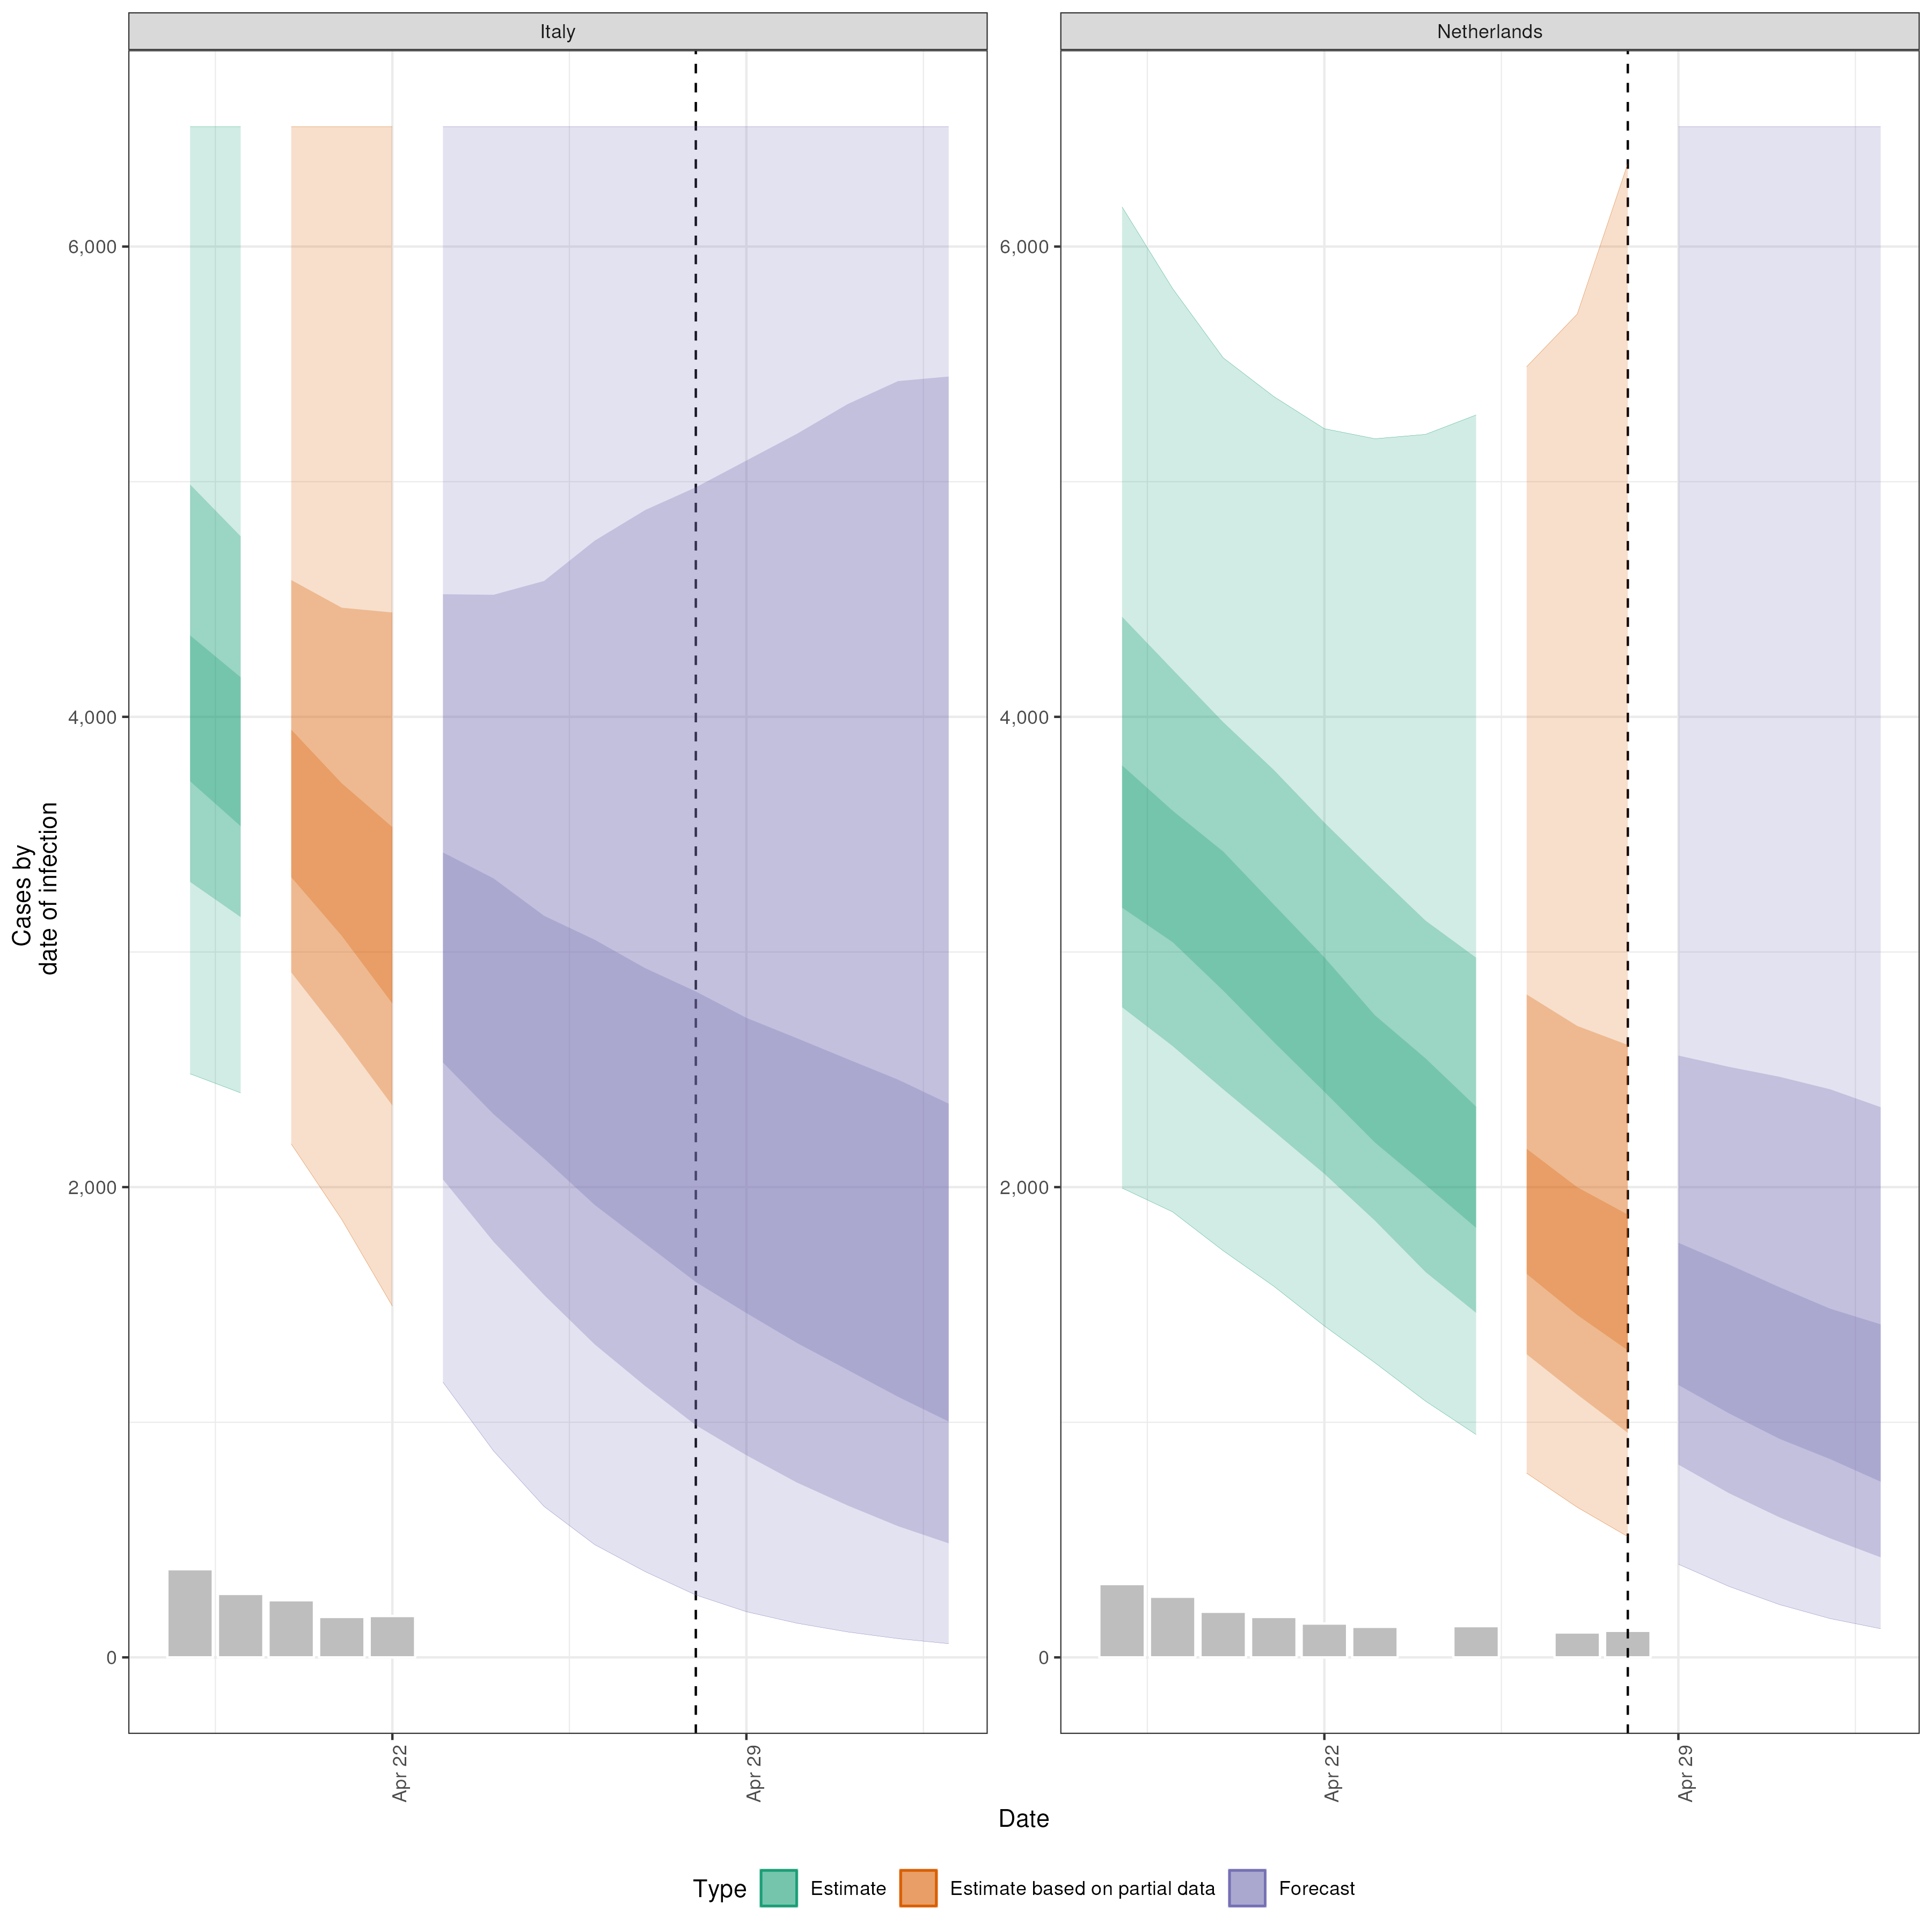 Italy
Netherlands
Cases by
date of infection
6,000
4,000
2,000
0
6,000
4,000
2,000
0
Apr 22
Apr 29
Apr 22
Apr 29
Date
Type
Estimate
Estimate based on partial data
Forecast